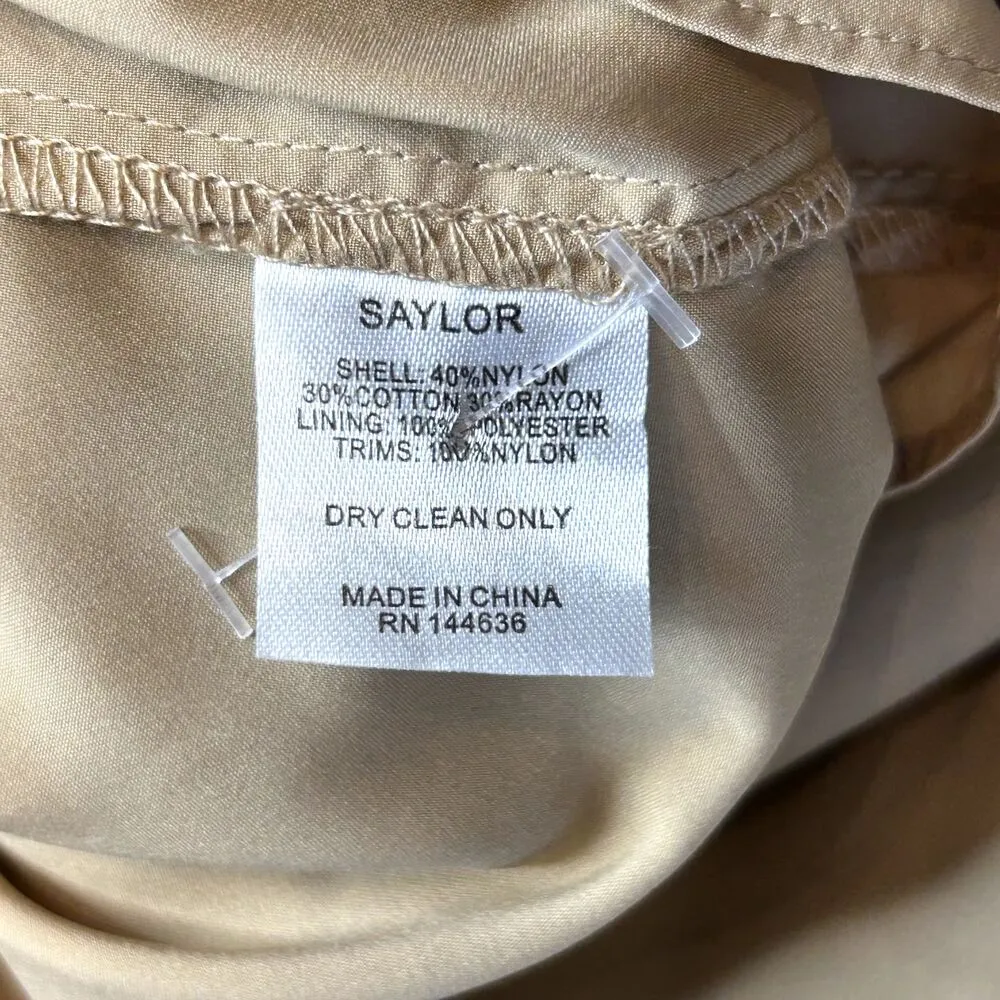 SAYLOR
SHELL: 40%NYLON
30%COTTON 30%RAYON
LINING: 100% POLYESTER
TRIMS: 100%NYLON
DRY CLEAN ONLY
MADE IN CHINA
RN 144636